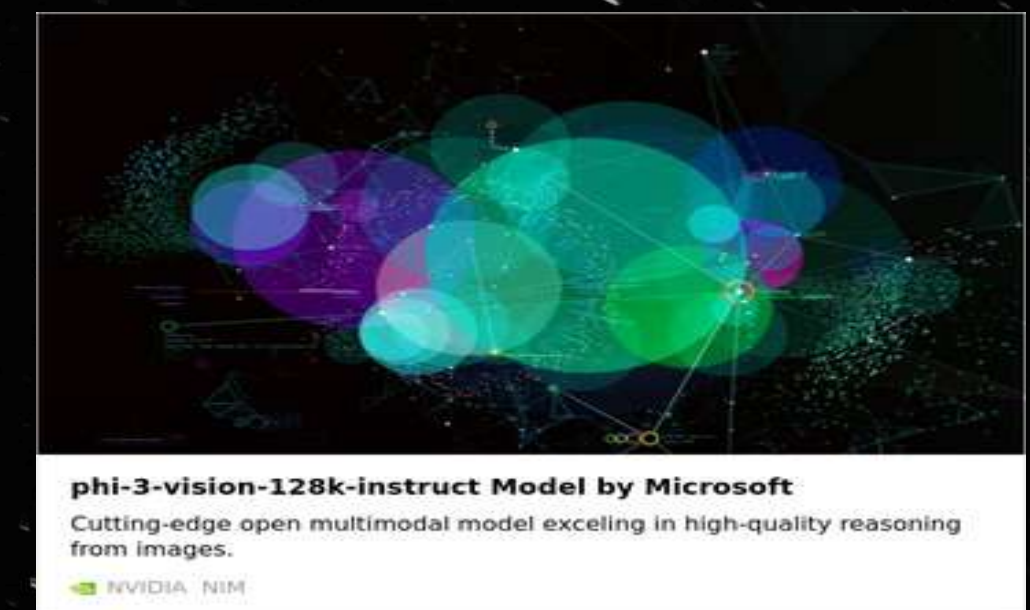 phi-3-vision-128k-instruct Model by Microsoft
Cutting-edge open multimodal model exceling in high-quality reasoning
from images.
NVIDIA NIM